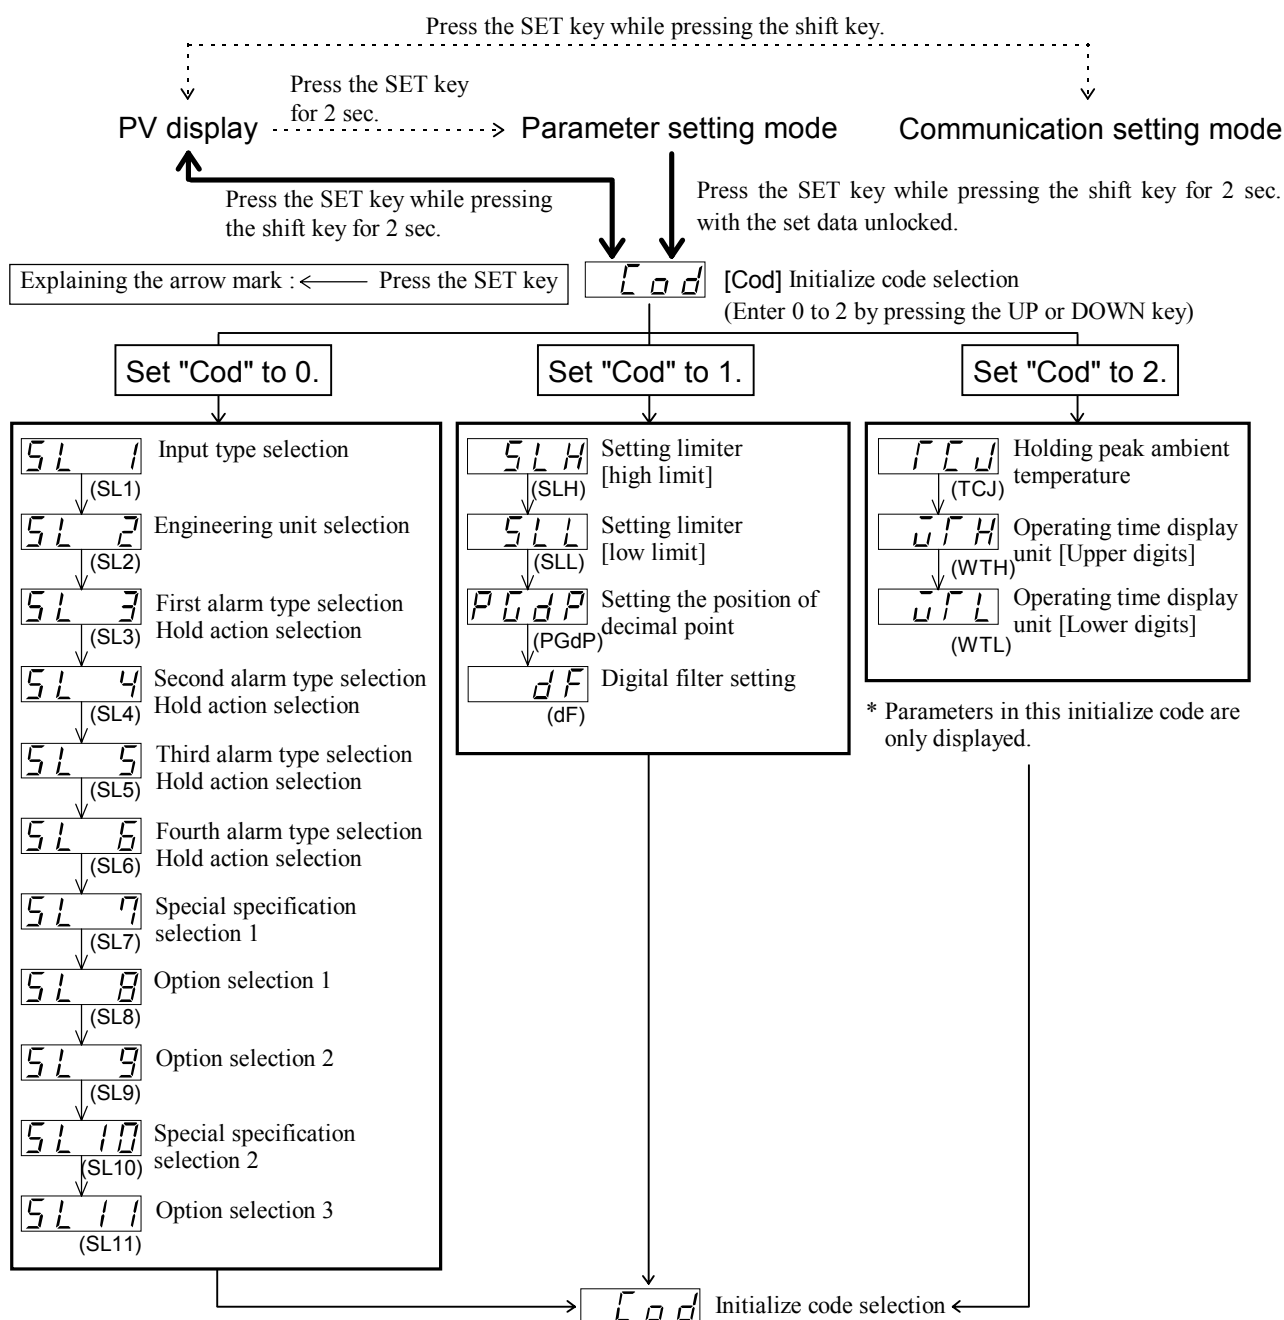 Press the SET key while pressing the shift key.
Press the SET key
for 2 sec.
PV display
Parameter setting mode
Communication setting mode
Press the SET key while pressing
the shift key for 2 sec.
Press the SET key while pressing the shift key for 2 sec.
with the set data unlocked.
Explaining the arrow mark : Press the SET key
Cod
[Cod] Initialize code selection
(Enter 0 to 2 by pressing the UP or DOWN key)
Set "Cod" to 0.
SL 1 Input type selection
(SL1)
SL 2 Engineering unit selection
(SL2)
SL 3 First alarm type selection
Hold action selection
(SL3)
SL 4 Second alarm type selection
Hold action selection
(SL4)
SL 5 Third alarm type selection
Hold action selection
(SL5)
SL 6 Fourth alarm type selection
Hold action selection
(SL6)
SL 7 Special specification
selection 1
(SL7)
SL 8 Option selection 1
(SL8)
SL 9 Option selection 2
(SL9)
SL10 Special specification
selection 2
(SL10)
SL11 Option selection 3
(SL11)
Set "Cod" to 1.
SLH Setting limiter
[high limit]
(SLH)
SLL Setting limiter
[low limit]
(SLL)
PGdP Setting the position of
decimal point
(PGdP)
dF Digital filter setting
(dF)
Set "Cod" to 2.
TCJ Holding peak ambient
temperature
(TCJ)
WTH Operating time display
unit [Upper digits]
(WTH)
WTL Operating time display
unit [Lower digits]
(WTL)
* Parameters in this initialize code are
only displayed.
Cod Initialize code selection